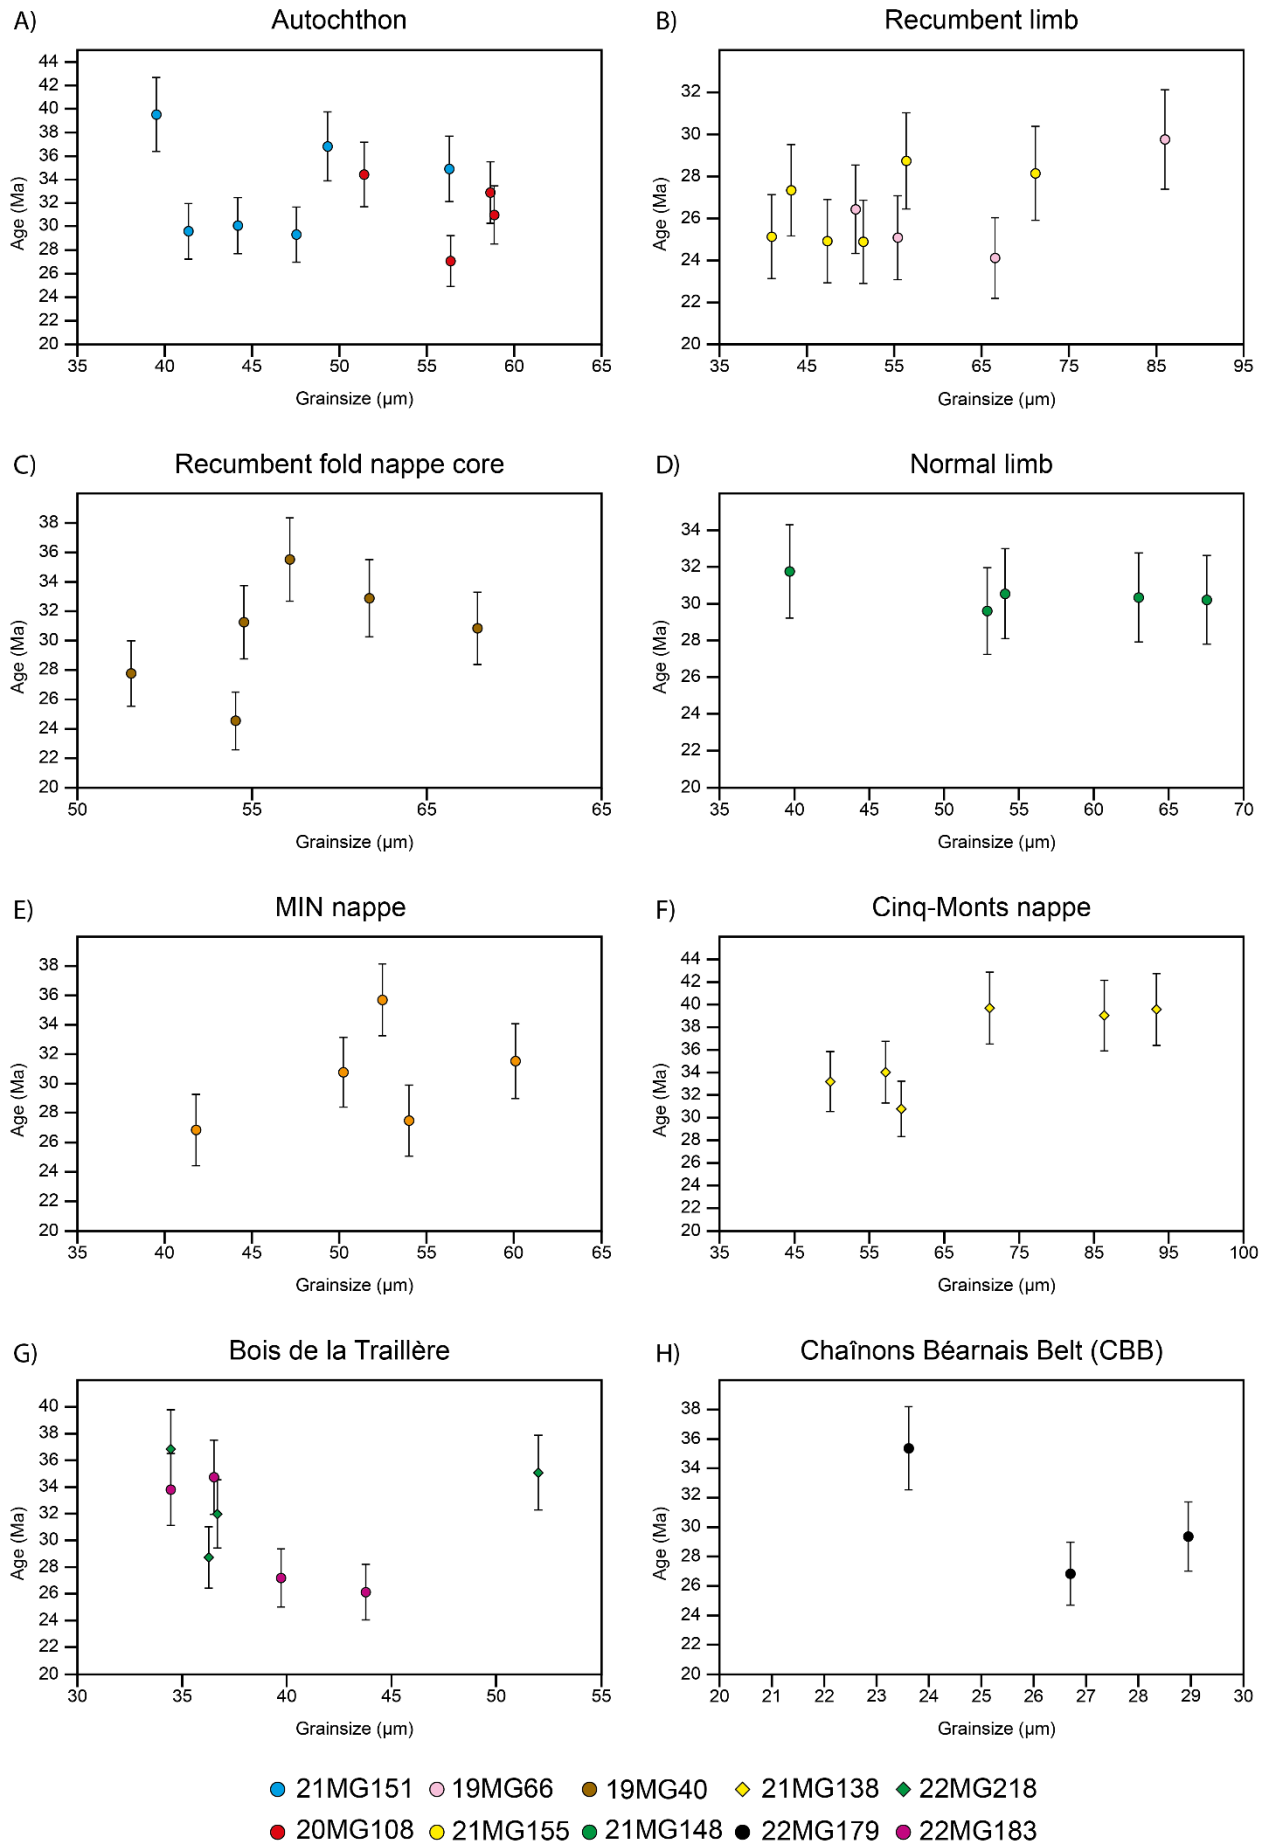 A) Autochthon
44
42
40
38
36
34
32
30
28
26
24
22
20
Age (Ma)
35 40 45 50 55 60 65
Grainsize (µm)
B) Recumbent limb
32
30
28
26
24
22
20
Age (Ma)
35 45 55 65 75 85 95
Grainsize (µm)
C) Recumbent fold nappe core
38
36
34
32
30
28
26
24
22
20
Age (Ma)
50 55 65 65
Grainsize (µm)
D) Normal limb
34
32
30
28
26
24
22
20
Age (Ma)
35 40 45 50 55 60 65 70
Grainsize (µm)
E) MIN nappe
38
36
34
32
30
28
26
24
22
20
Age (Ma)
35 40 42 50 55 60 65
Grainsize (µm)
F) Cinq-Monts nappe
44
42
40
38
36
34
32
30
28
26
24
22
20
Age (Ma)
35 45 55 65 75 85 95 100
Grainsize (µm)
G) Bois de la Traillère
40
38
36
34
32
30
28
26
24
22
20
Age (Ma)
30 35 40 45 50 55
Grainsize (µm)
H) Chaînons Béarnais Belt (CBB)
38
36
34
32
30
28
26
24
22
20
Age (Ma)
20 21 22 23 24 25 26 27 28 29 30
Grainsize (µm)
21MG151 19MG66 19MG40 21MG138 22MG218
20MG108 21MG155 21MG148 22MG179 22MG183